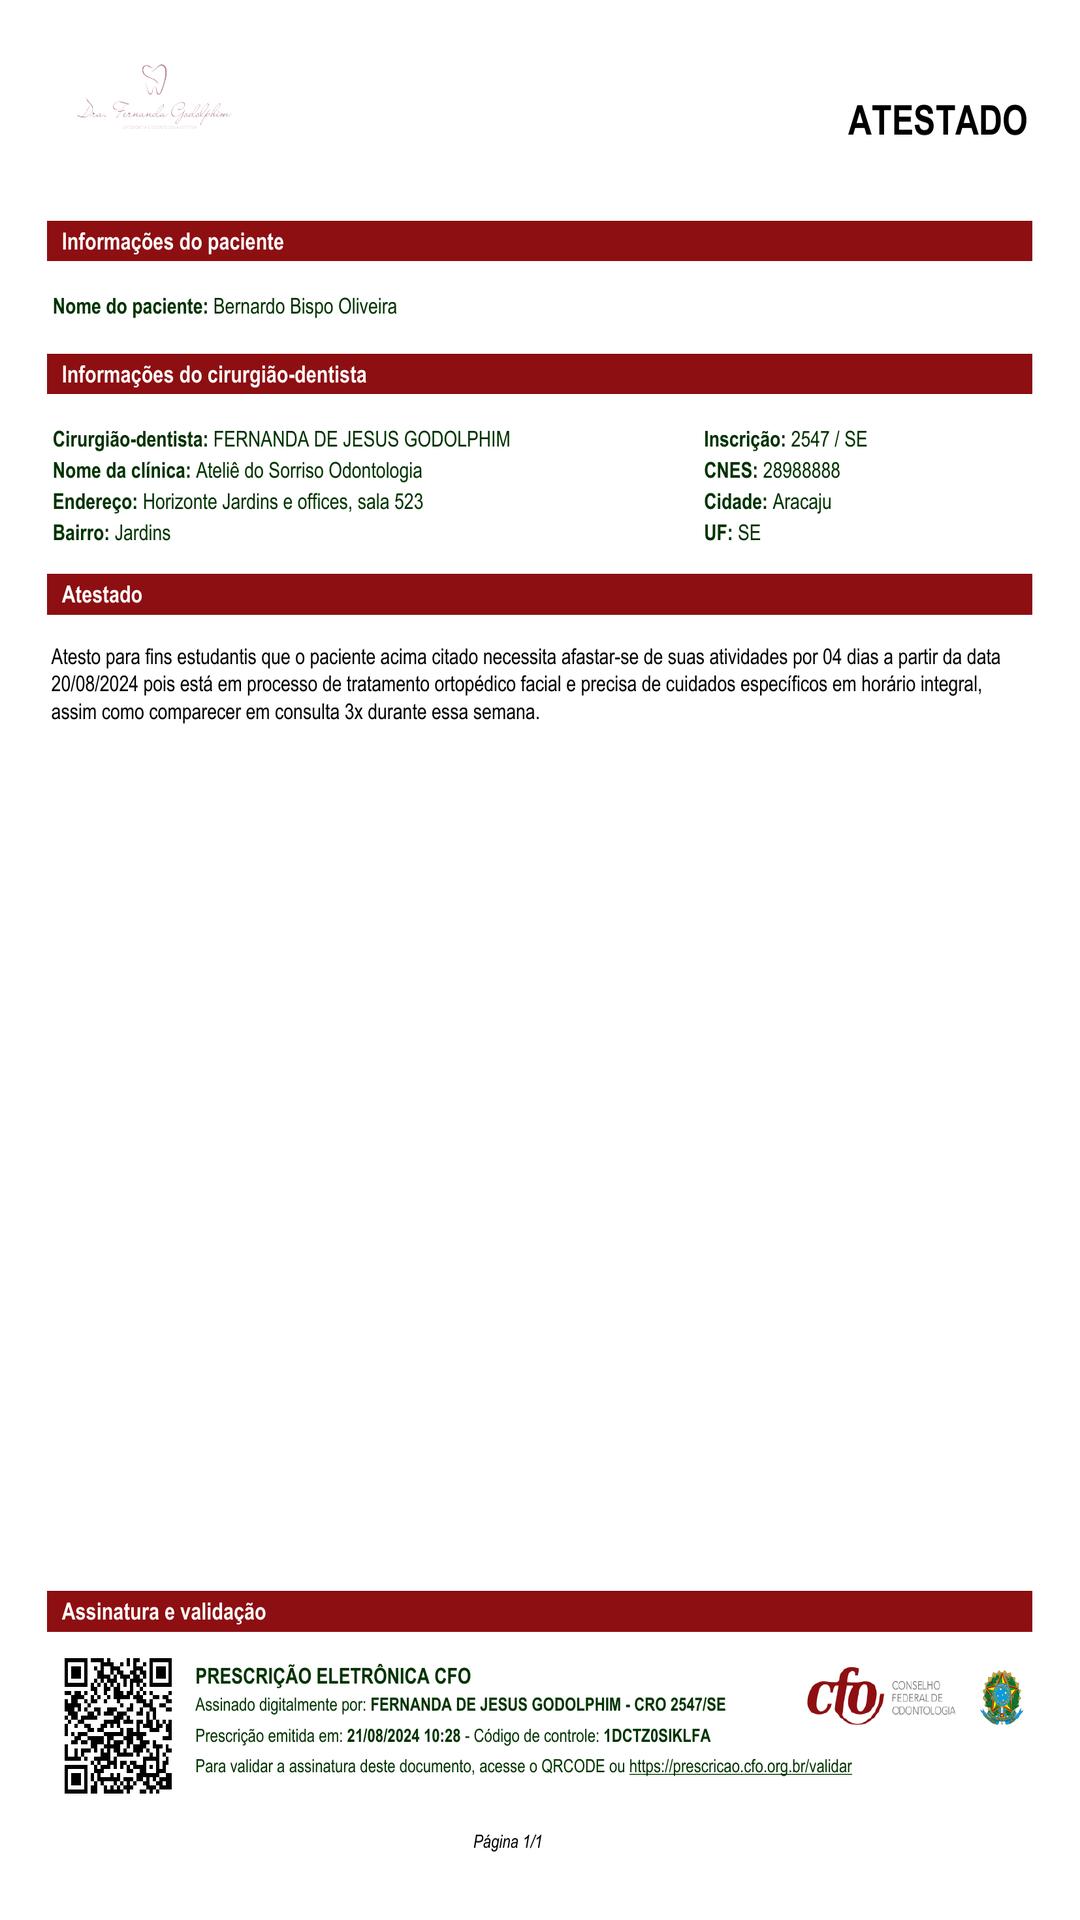 Dra. Fernanda Godolphim
ATESTADO
Informações do paciente
Nome do paciente: Bernardo Bispo Oliveira
Informações do cirurgião-dentista
Cirurgião-dentista: FERNANDA DE JESUS GODOLPHIM
Inscrição: 2547 / SE
Nome da clínica: Ateliê do Sorriso Odontologia
CNES: 28988888
Endereço: Horizonte Jardins e offices, sala 523
Cidade: Aracaju
Bairro: Jardins
UF: SE
Atestado
Atesto para fins estudantis que o paciente acima citado necessita afastar-se de suas atividades por 04 dias a partir da data
20/08/2024 pois está em processo de tratamento ortopédico facial e precisa de cuidados específicos em horário integral,
assim como comparecer em consulta 3x durante essa semana.
Assinatura e validação
PRESCRIÇÃO ELETRÔNICA CFO
Assinado digitalmente por: FERNANDA DE JESUS GODOLPHIM - CRO 2547/SE
Prescrição emitida em: 21/08/2024 10:28 - Código de controle: 1DCTZ0SIKLFA
Para validar a assinatura deste documento, acesse o QRCODE ou https://prescricao.cfo.org.br/validar
cfo
CONSELHO
FEDERAL DE
ODONTOLOGIA
Página 1/1